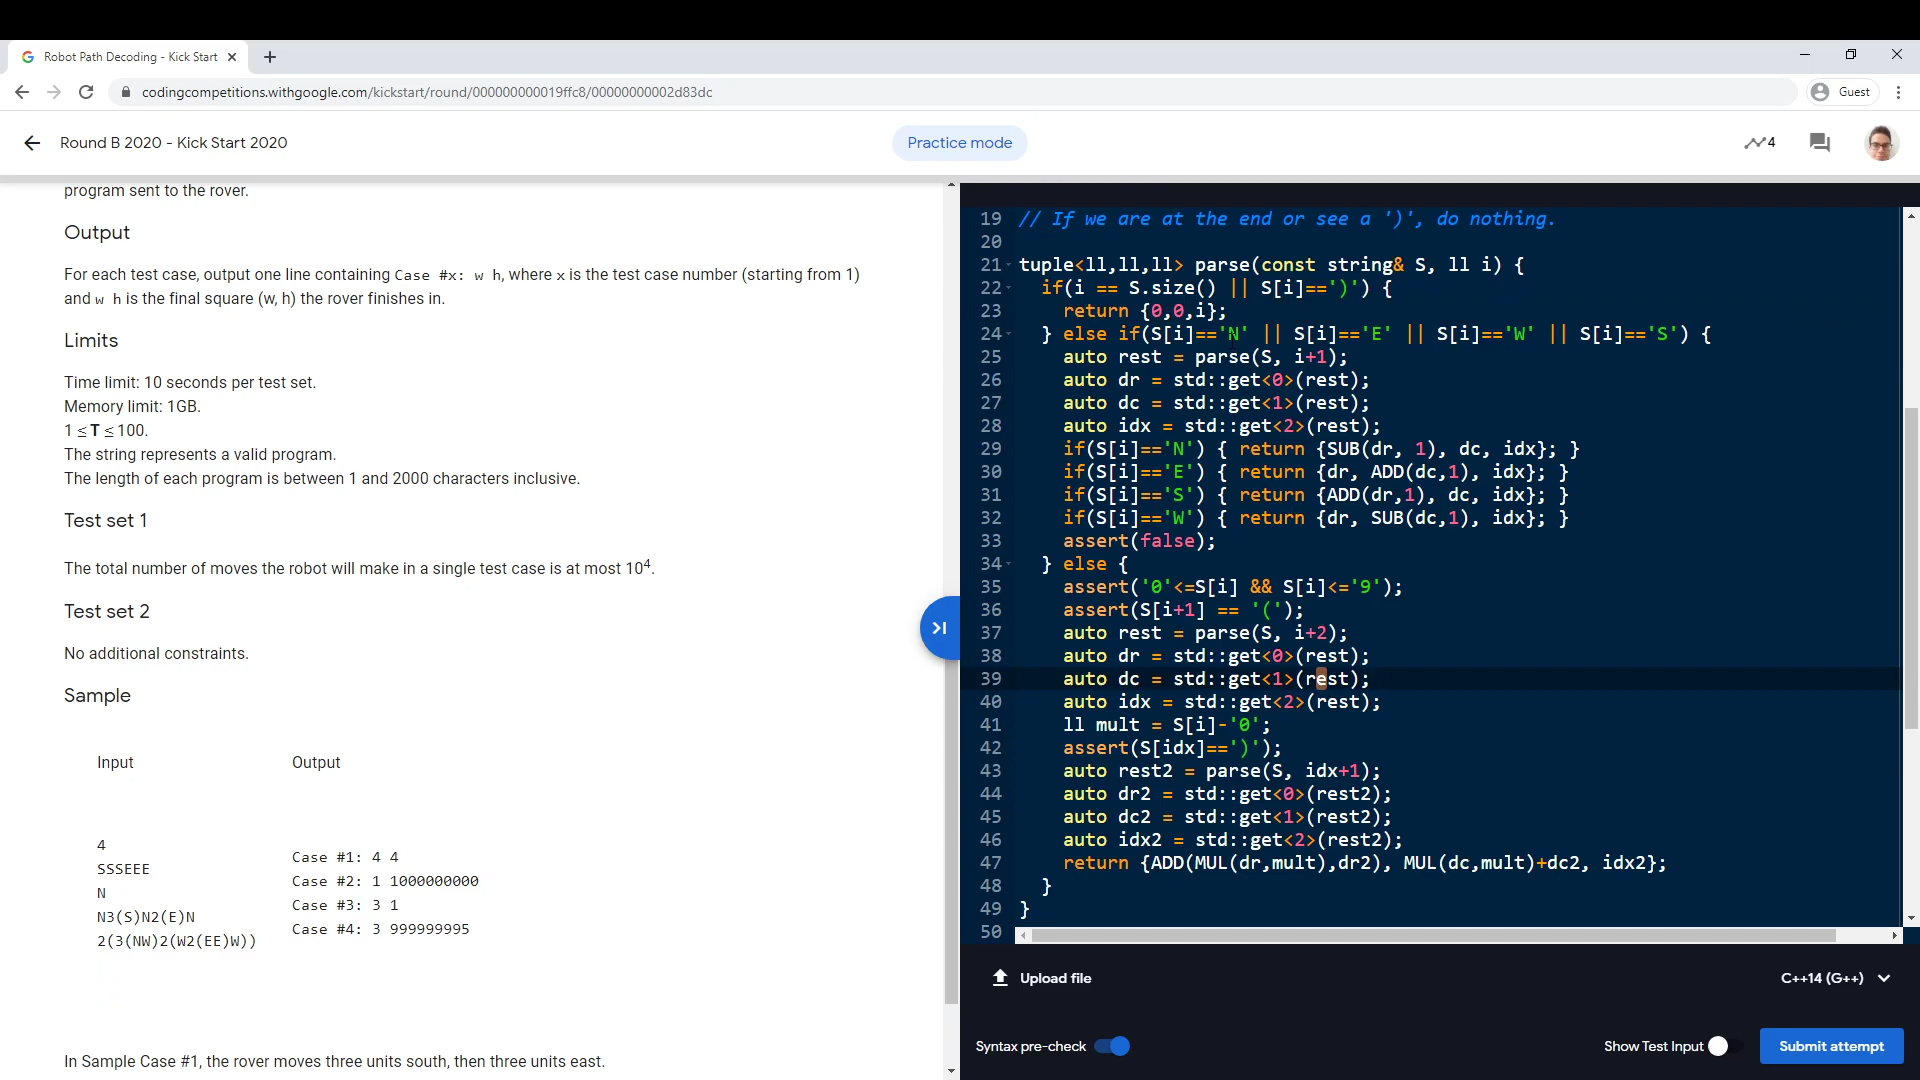 Robot Path Decoding - Kick Start
codingcompetitions.withgoogle.com/kickstart/round/000000000019ffc8/00000000002d83dc
Guest
Round B 2020 - Kick Start 2020
Practice mode
4
program sent to the rover.
Output
For each test case, output one line containing Case #x: w h, where x is the test case number (starting from 1)
and w h is the final square (w, h) the rover finishes in.
Limits
Time limit: 10 seconds per test set.
Memory limit: 1GB.
1 ≤ T ≤ 100.
The string represents a valid program.
The length of each program is between 1 and 2000 characters inclusive.
Test set 1
The total number of moves the robot will make in a single test case is at most 10⁴.
Test set 2
No additional constraints.
Sample
Input
Output
4
SSSEEE
N
N3(S)N2(E)N
2(3(NW)2(W2(EE)W))
Case #1: 4 4
Case #2: 1 1000000000
Case #3: 3 1
Case #4: 3 999999995
In Sample Case #1, the rover moves three units south, then three units east.
19 // If we are at the end or see a ')', do nothing.
20
21 tuple<ll,ll,ll> parse(const string& S, ll i) {
22   if(i == S.size() || S[i]==')') {
23     return {0,0,i};
24   } else if(S[i]=='N' || S[i]=='E' || S[i]=='W' || S[i]=='S') {
25     auto rest = parse(S, i+1);
26     auto dr = std::get<0>(rest);
27     auto dc = std::get<1>(rest);
28     auto idx = std::get<2>(rest);
29     if(S[i]=='N') { return {SUB(dr, 1), dc, idx}; }
30     if(S[i]=='E') { return {dr, ADD(dc,1), idx}; }
31     if(S[i]=='S') { return {ADD(dr,1), dc, idx}; }
32     if(S[i]=='W') { return {dr, SUB(dc,1), idx}; }
33     assert(false);
34   } else {
35     assert('0'<=S[i] && S[i]<='9');
36     assert(S[i+1] == '(');
37     auto rest = parse(S, i+2);
38     auto dr = std::get<0>(rest);
39     auto dc = std::get<1>(rest);
40     auto idx = std::get<2>(rest);
41     ll mult = S[i]-'0';
42     assert(S[idx]==')');
43     auto rest2 = parse(S, idx+1);
44     auto dr2 = std::get<0>(rest2);
45     auto dc2 = std::get<1>(rest2);
46     auto idx2 = std::get<2>(rest2);
47     return {ADD(MUL(dr,mult),dr2), MUL(dc,mult)+dc2, idx2};
48   }
49 }
50
Upload file
C++14 (G++)
Syntax pre-check
Show Test Input
Submit attempt